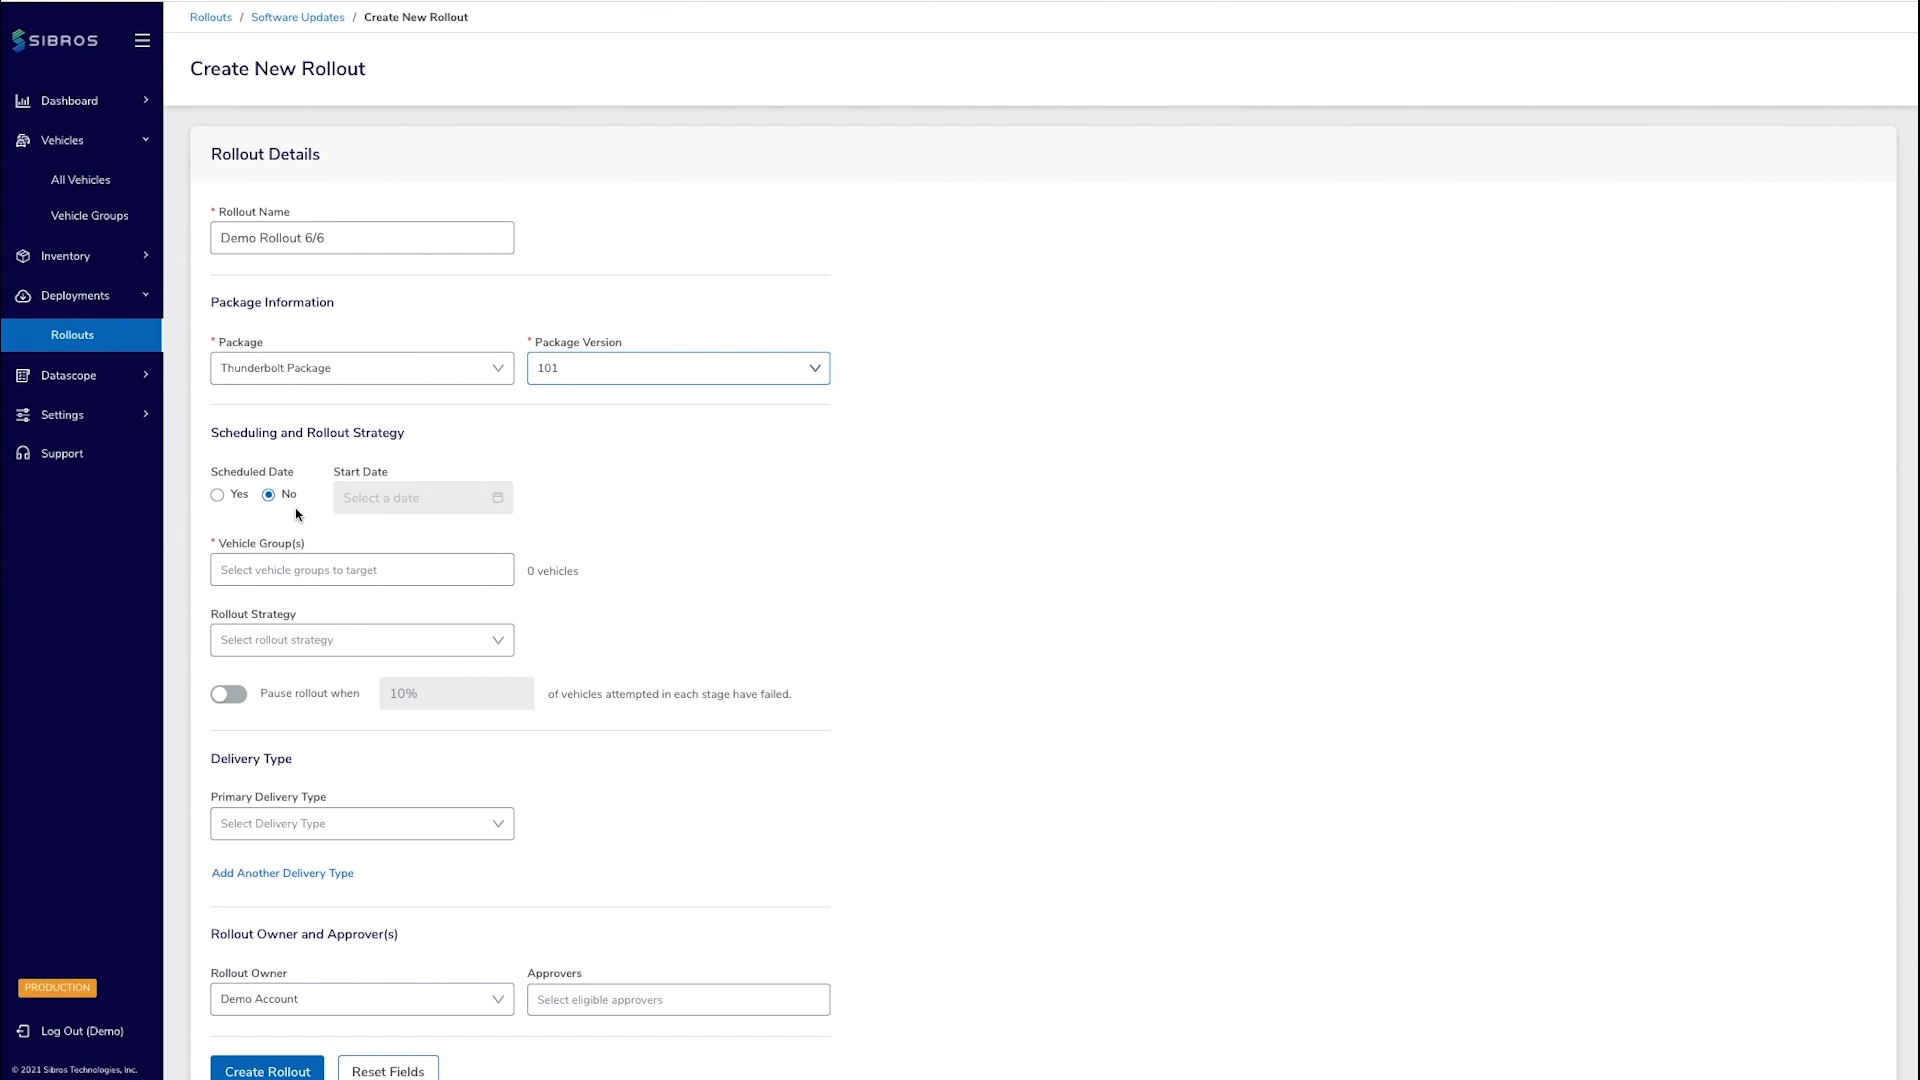 Rollouts / Software Updates / Create New Rollout
SIBROS
Create New Rollout
Dashboard
Vehicles
All Vehicles
Vehicle Groups
Inventory
Deployments
Rollouts
Datascope
Settings
Support
PRODUCTION
Log Out (Demo)
© 2021 Sibros Technologies, Inc.
Rollout Details
* Rollout Name
Demo Rollout 6/6
Package Information
* Package
* Package Version
Thunderbolt Package
101
Scheduling and Rollout Strategy
Scheduled Date
Start Date
Yes
No
Select a date
* Vehicle Group(s)
Select vehicle groups to target
0 vehicles
Rollout Strategy
Select rollout strategy
Pause rollout when 10% of vehicles attempted in each stage have failed.
Delivery Type
Primary Delivery Type
Select Delivery Type
Add Another Delivery Type
Rollout Owner and Approver(s)
Rollout Owner
Approvers
Demo Account
Select eligible approvers
Create Rollout
Reset Fields